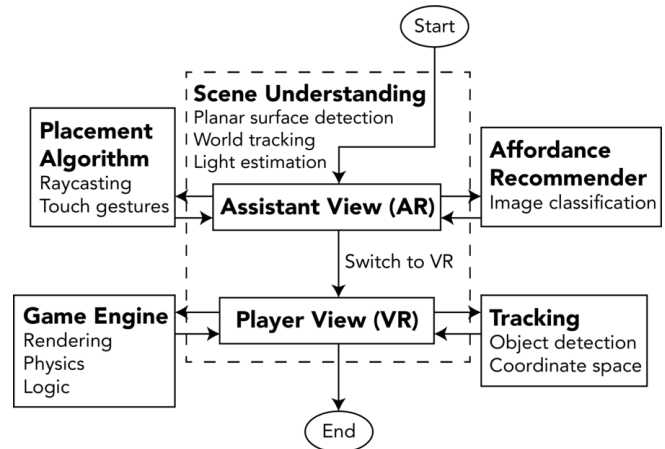 Start
Scene Understanding
Planar surface detection
World tracking
Light estimation
Placement
Algorithm
Raycasting
Touch gestures
Assistant View (AR)
Affordance
Recommender
Image classification
Switch to VR
Game Engine
Rendering
Physics
Logic
Player View (VR)
Tracking
Object detection
Coordinate space
End